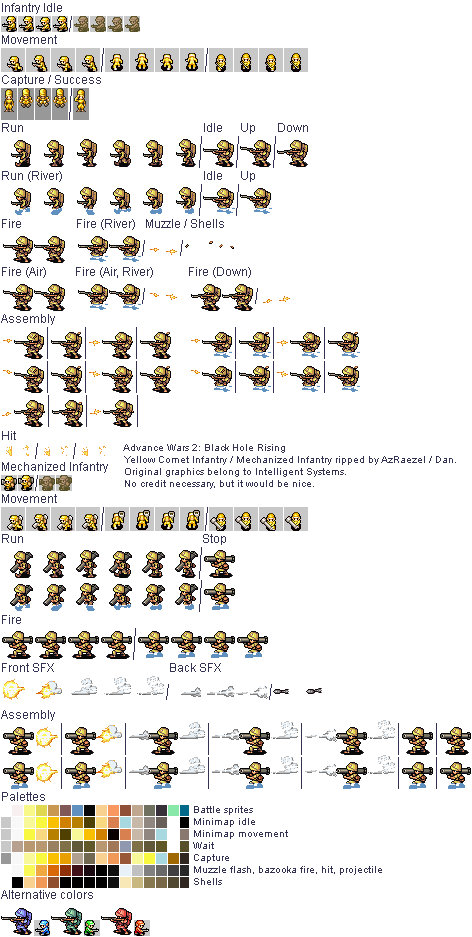 Infantry Idle
Movement
Capture / Success
Run Idle Up Down
Run (River) Idle Up
Fire Fire (River) Muzzle / Shells
Fire (Air) Fire (Air, River) Fire (Down)
Assembly
Hit
Advance Wars 2: Black Hole Rising
Yellow Comet Infantry / Mechanized Infantry ripped by AzRaezel / Dan.
Original graphics belong to Intelligent Systems.
No credit necessary, but it would be nice.
Mechanized Infantry
Movement
Run Stop
Fire
Front SFX Back SFX
Assembly
Palettes
Battle sprites
Minimap idle
Minimap movement
Wait
Capture
Muzzle flash, bazooka fire, hit, projectile
Shells
Alternative colors